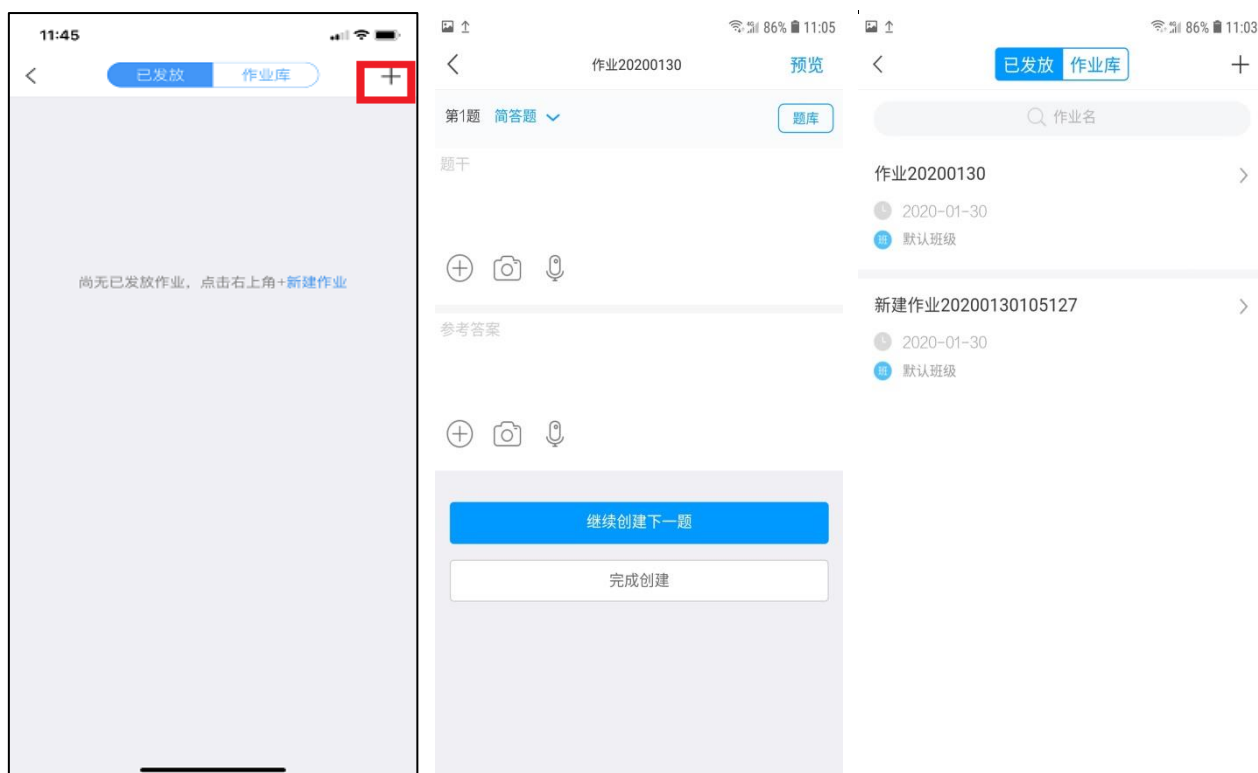 11:45
已发放 作业库 +
尚无已发放作业，点击右上角+新建作业
86% 11:05
作业20200130 预览
第1题 简答题 题库
题干
参考答案
继续创建下一题
完成创建
86% 11:03
已发放 作业库 +
作业名
作业20200130
2020-01-30
班 默认班级
新建作业20200130105127
2020-01-30
班 默认班级